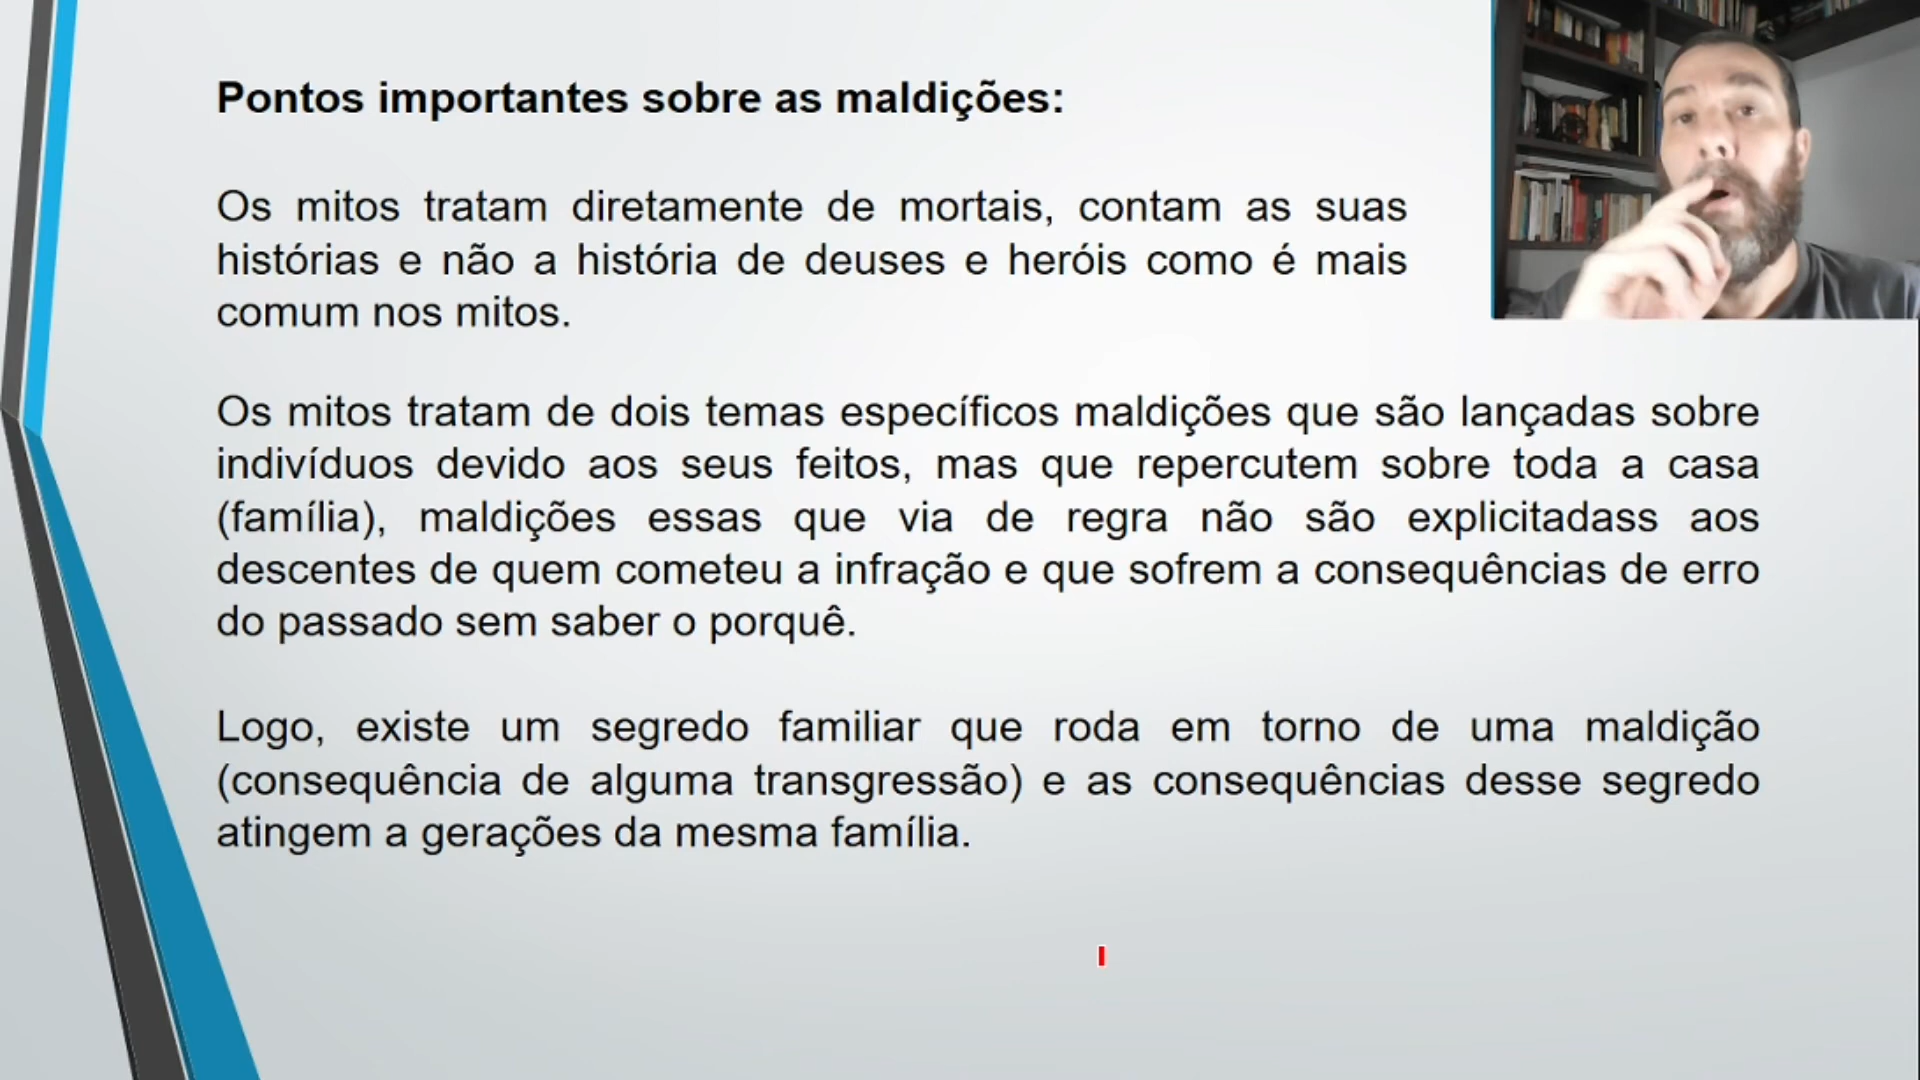 Pontos importantes sobre as maldições:
Os mitos tratam diretamente de mortais, contam as suas
histórias e não a história de deuses e heróis como é mais
comum nos mitos.
Os mitos tratam de dois temas específicos maldições que são lançadas sobre
indivíduos devido aos seus feitos, mas que repercutem sobre toda a casa
(família), maldições essas que via de regra não são explicitadass aos
descentes de quem cometeu a infração e que sofrem a consequências de erro
do passado sem saber o porquê.
Logo, existe um segredo familiar que roda em torno de uma maldição
(consequência de alguma transgressão) e as consequências desse segredo
atingem a gerações da mesma família.